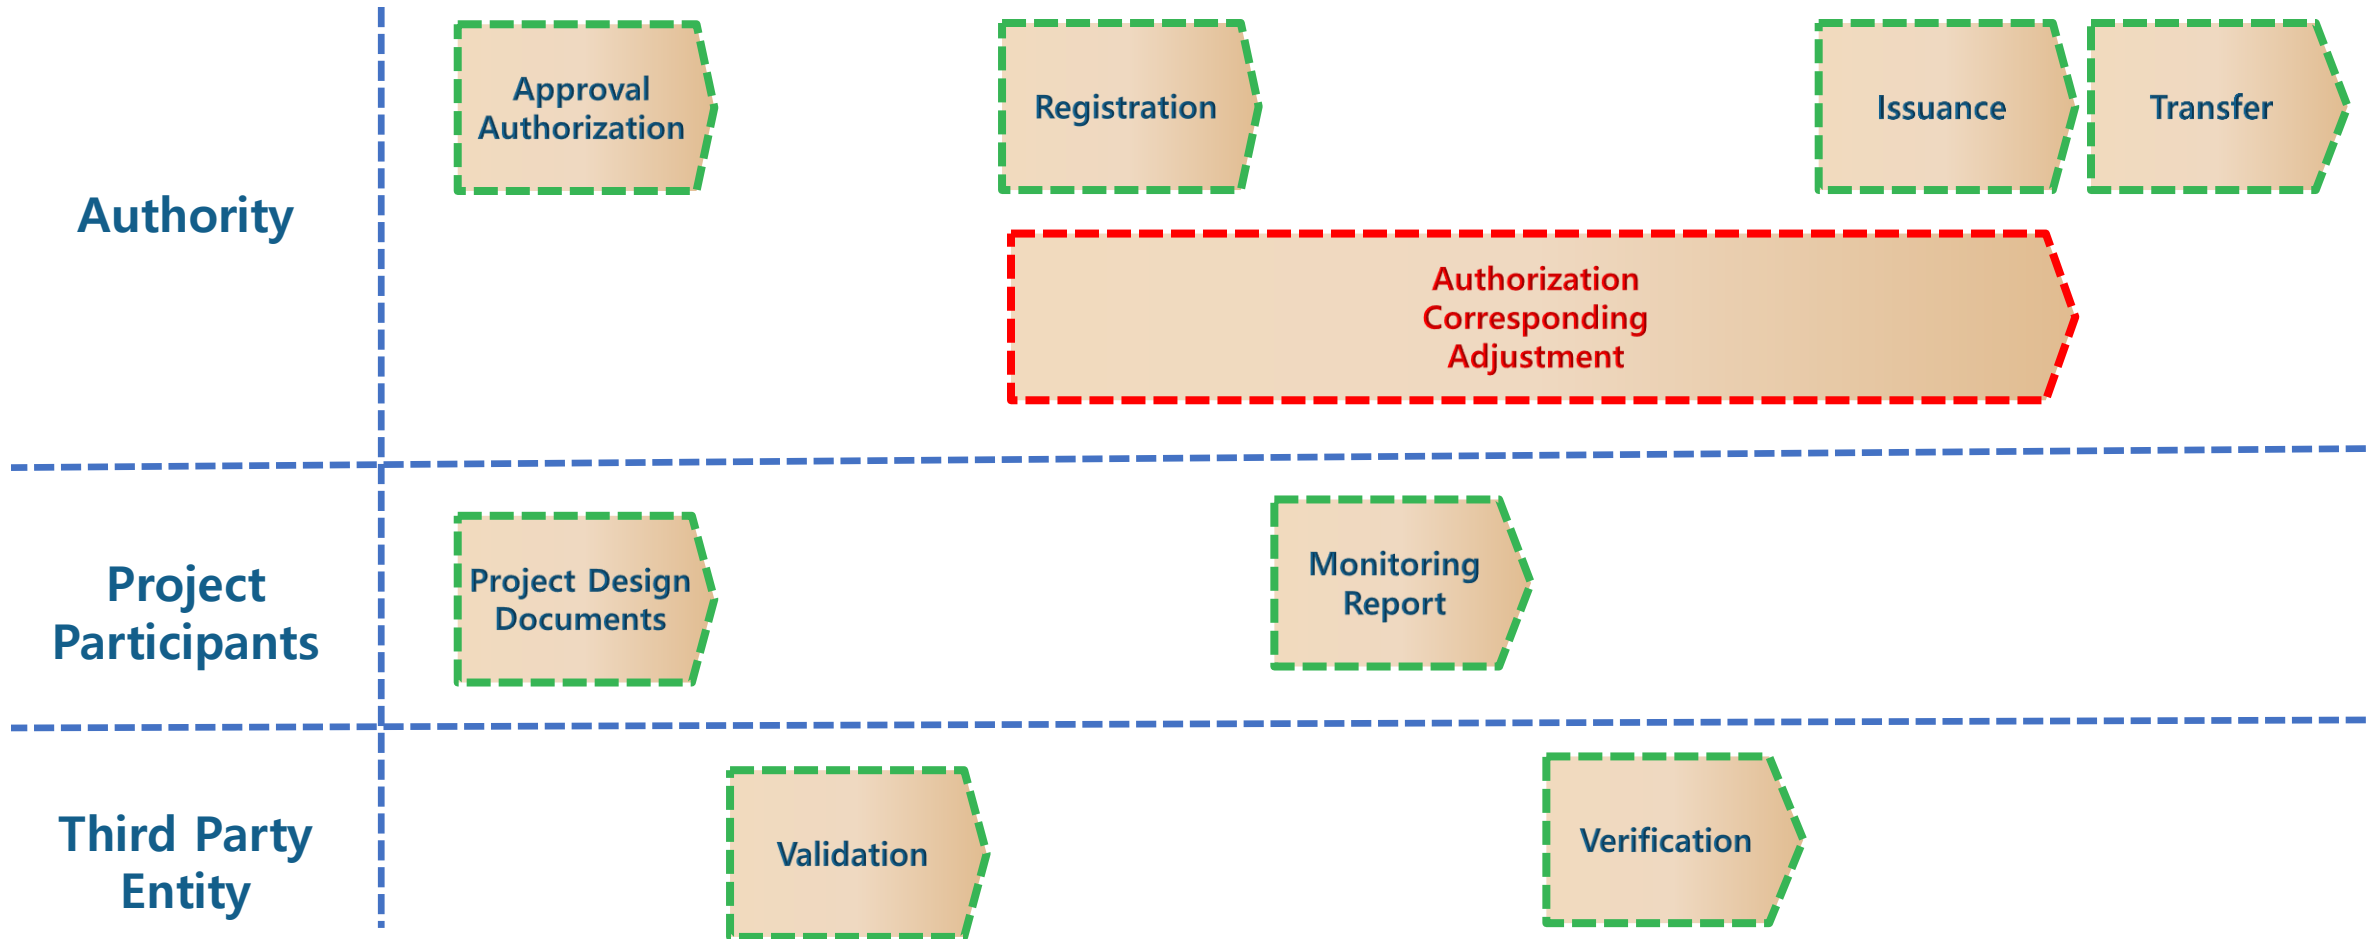 Approval
Authorization
Registration
Issuance
Transfer
Authority
Authorization
Corresponding
Adjustment
Project
Participants
Project Design
Documents
Monitoring
Report
Third Party
Entity
Validation
Verification